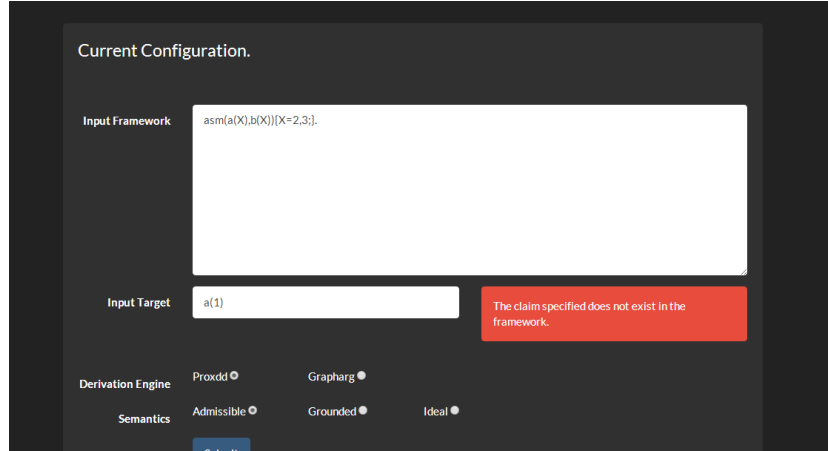 Current Configuration.
Input Framework
asm(a(X),b(X))[X=2,3;].
Input Target
a(1)
The claim specified does not exist in the
framework.
Derivation Engine
Proxdd
Grapharg
Semantics
Admissible
Grounded
Ideal